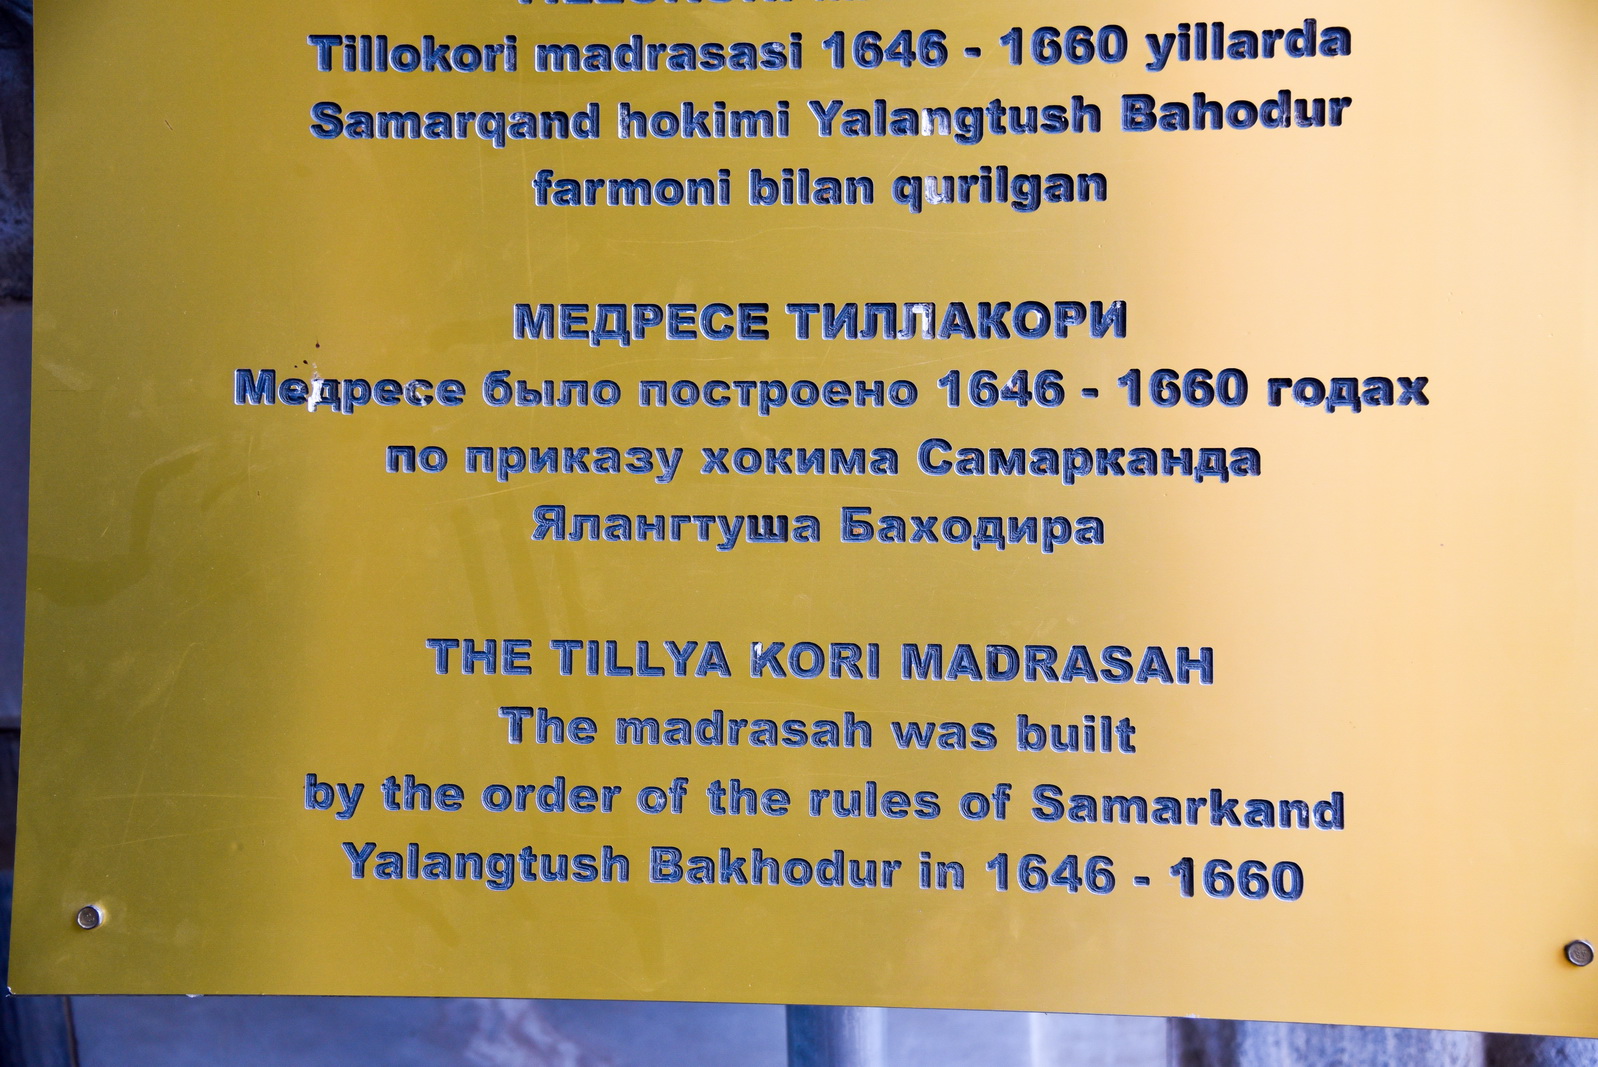 Tillokori madrasasi 1646 - 1660 yillarda
Samarqand hokimi Yalangtush Bahodur
farmoni bilan qurilgan
МЕДРЕСЕ ТИЛЛАКОРИ
Медресе было построено 1646 - 1660 годах
по приказу хокима Самарканда
Ялангтуша Баходира
THE TILLYA KORI MADRASAH
The madrasah was built
by the order of the rules of Samarkand
Yalangtush Bakhodur in 1646 - 1660